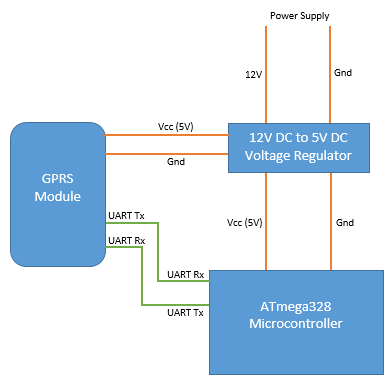 Power Supply
12V
Gnd
Vcc (5V)
12V DC to 5V DC
Voltage Regulator
Gnd
GPRS
Module
UART Tx
Vcc (5V)
Gnd
UART Rx
UART Rx
ATmega328
Microcontroller
UART Tx